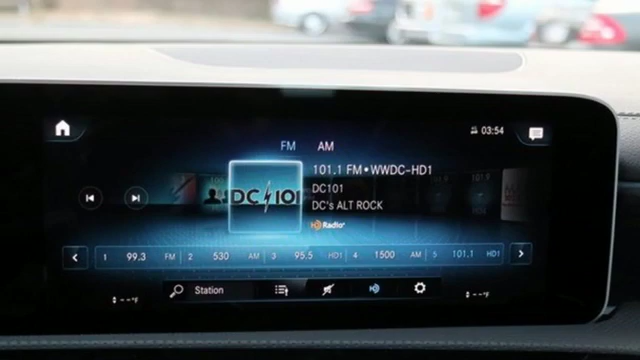 FM AM
03:54
101.1 FM•WWDC-HD1
DC101
DC101
DC's ALT ROCK
HD Radio
1 99.3 FM 2 530 AM 3 95.5 HD1 4 1500 AM 5 101.1 HD1
Station
--°F --°F